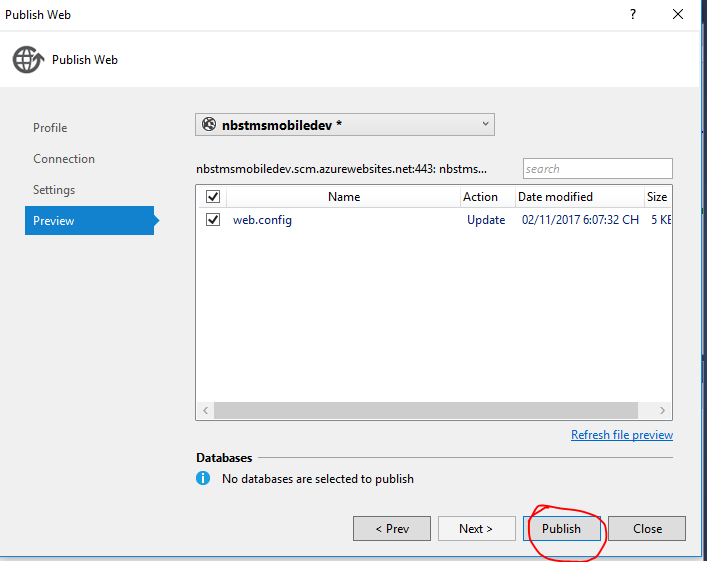 Publish Web
?
Publish Web
Profile
Connection
Settings
Preview
nbstmsmobiledev *
nbstmsmobiledev.scm.azurewebsites.net:443: nbstms...
search
Name Action Date modified Size
web.config Update 02/11/2017 6:07:32 CH 5 KB
Refresh file preview
Databases
No databases are selected to publish
< Prev Next > Publish Close